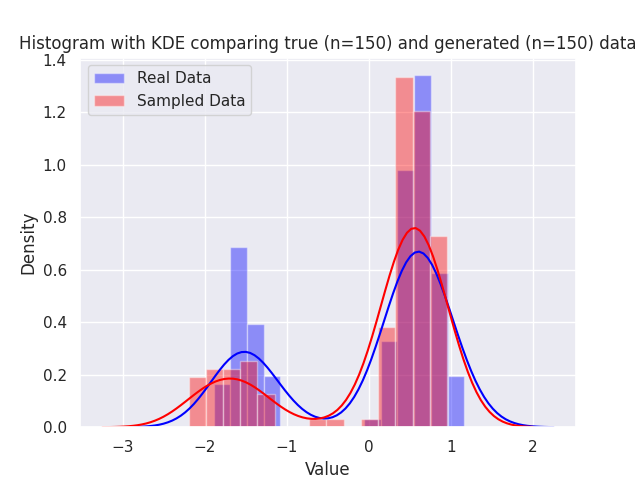 Histogram with KDE comparing true (n=150) and generated (n=150) data
Real Data
Sampled Data
1.4
1.2
1.0
0.8
0.6
0.4
0.2
0.0
Density
−3
−2
−1
0
1
2
Value